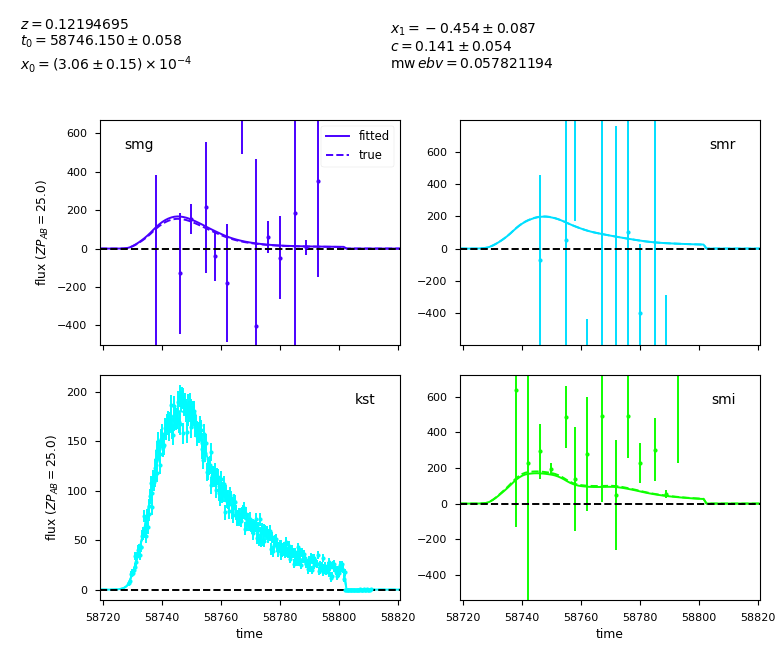 z = 0.12194695
t₀ = 58746.150 ± 0.058
x₀ = (3.06 ± 0.15) × 10⁻⁴
x₁ = −0.454 ± 0.087
c = 0.141 ± 0.054
mw ebv = 0.057821194
smg
fitted
true
600
400
200
0
−200
−400
flux (ZP_AB = 25.0)
smr
600
400
200
0
−200
−400
kst
200
150
100
50
0
flux (ZP_AB = 25.0)
58720 58740 58760 58780 58800 58820
time
smi
600
400
200
0
−200
−400
58720 58740 58760 58780 58800 58820
time